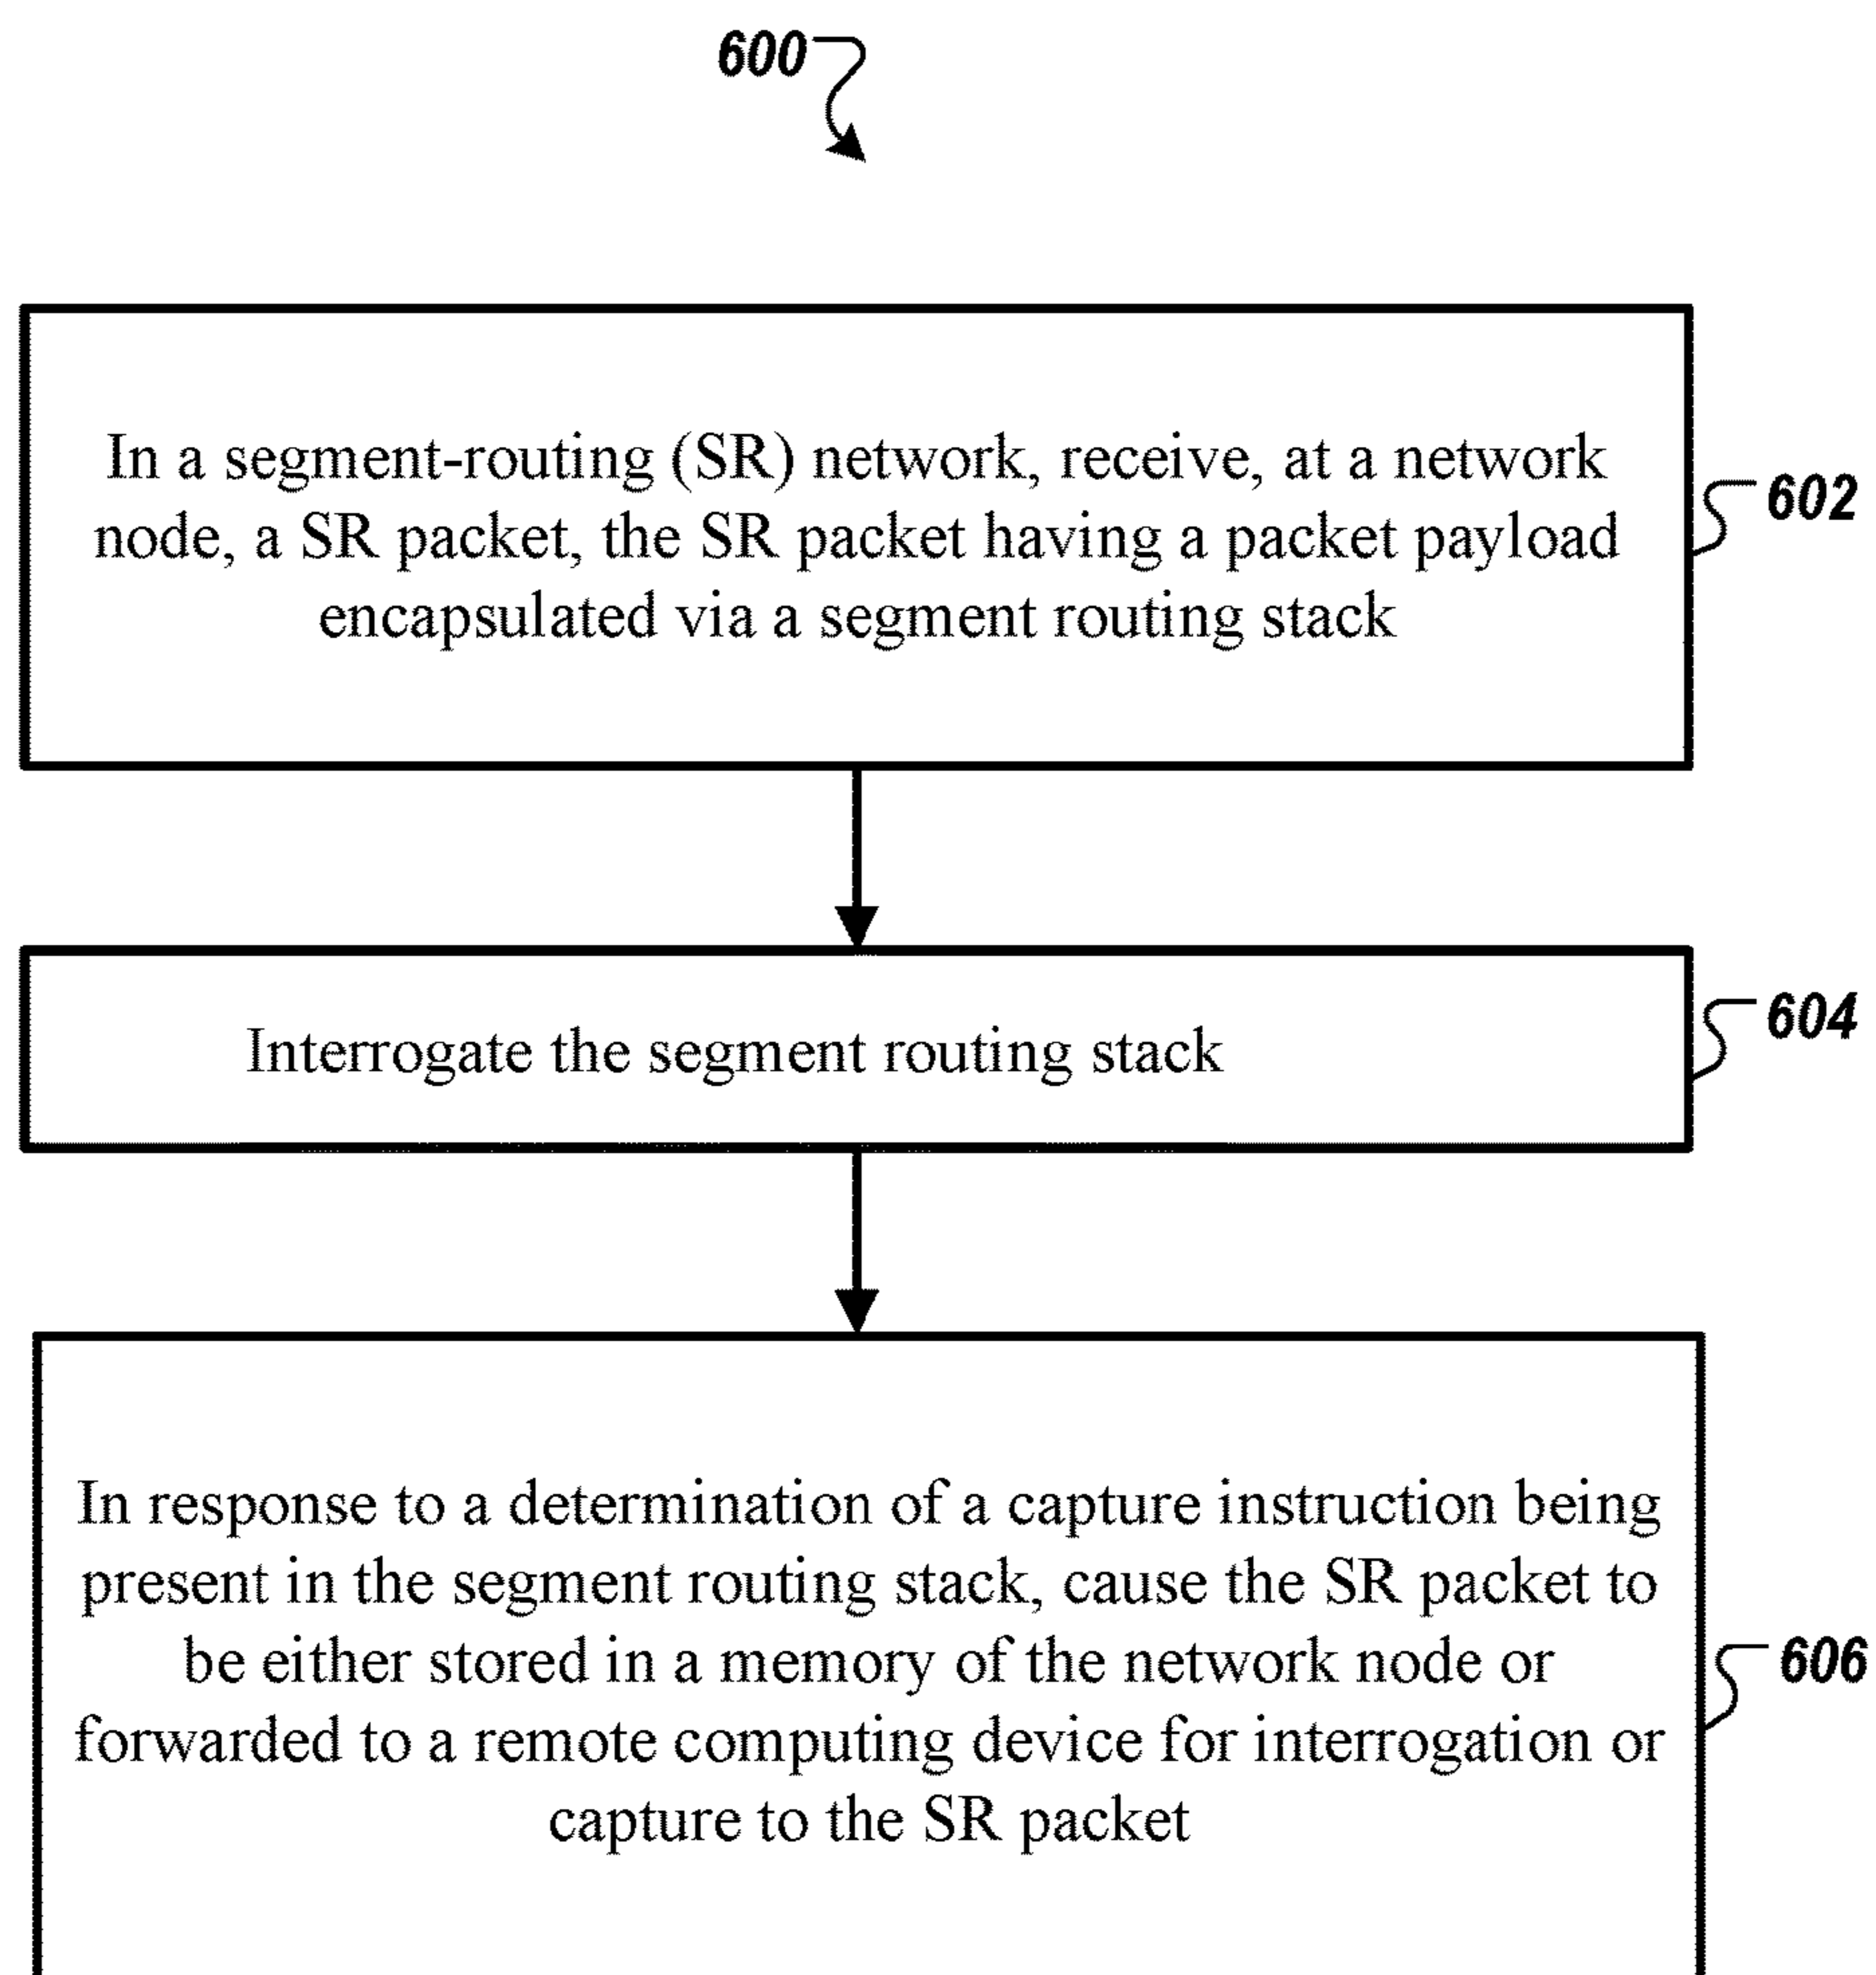 600
In a segment-routing (SR) network, receive, at a network
node, a SR packet, the SR packet having a packet payload
encapsulated via a segment routing stack
602
Interrogate the segment routing stack
604
In response to a determination of a capture instruction being
present in the segment routing stack, cause the SR packet to
be either stored in a memory of the network node or
forwarded to a remote computing device for interrogation or
capture to the SR packet
606